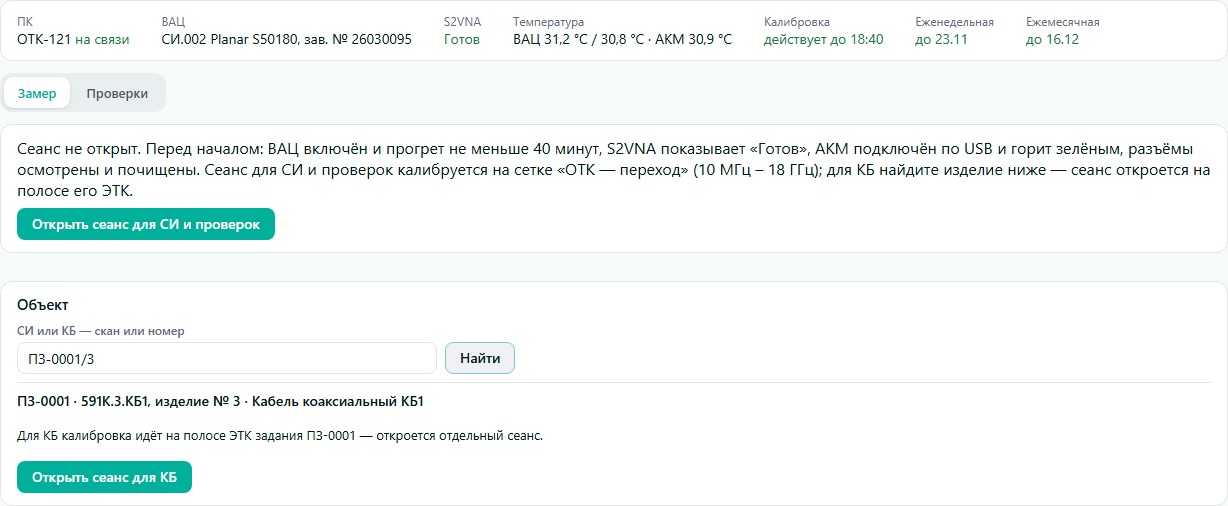 ПК
ОТК-121 на связи
ВАЦ
СИ.002 Planar S50180, зав. № 26030095
S2VNA
Готов
Температура
ВАЦ 31,2 °C / 30,8 °C · АКМ 30,9 °C
Калибровка
действует до 18:40
Еженедельная
до 23.11
Ежемесячная
до 16.12
Замер
Проверки
Сеанс не открыт. Перед началом: ВАЦ включён и прогрет не меньше 40 минут, S2VNA показывает «Готов», АКМ подключён по USB и горит зелёным, разъёмы
осмотрены и почищены. Сеанс для СИ и проверок калибруется на сетке «ОТК — переход» (10 МГц – 18 ГГц); для КБ найдите изделие ниже — сеанс откроется на
полосе его ЭТК.
Открыть сеанс для СИ и проверок
Объект
СИ или КБ — скан или номер
ПЗ-0001/3
Найти
ПЗ-0001 · 591К.3.КБ1, изделие № 3 · Кабель коаксиальный КБ1
Для КБ калибровка идёт на полосе ЭТК задания ПЗ-0001 — откроется отдельный сеанс.
Открыть сеанс для КБ